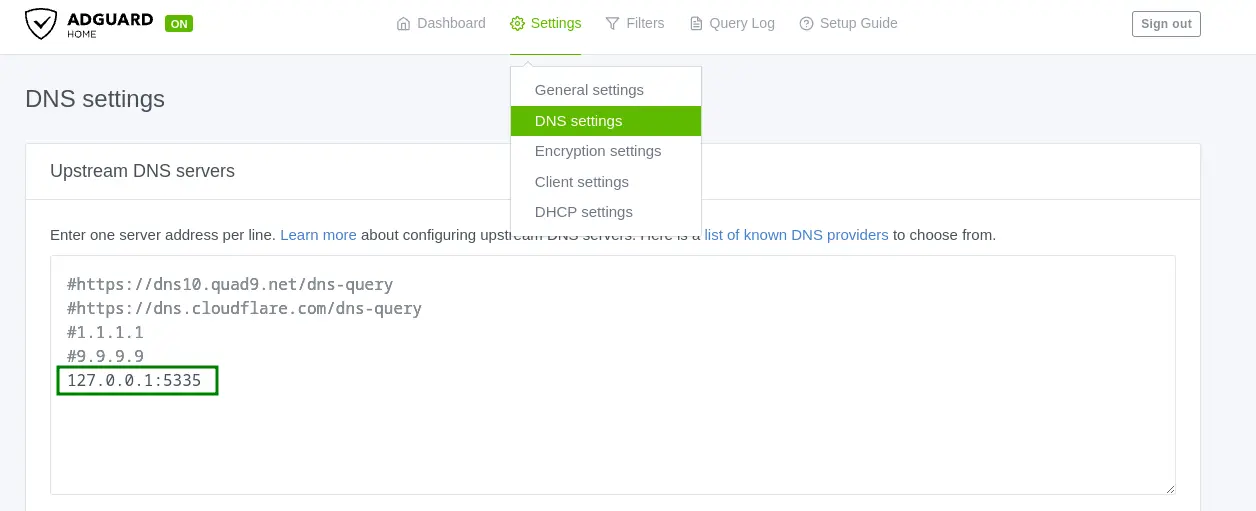 ADGUARD
HOME
ON
Dashboard
Settings
Filters
Query Log
Setup Guide
Sign out
General settings
DNS settings
Encryption settings
Client settings
DHCP settings
DNS settings
Upstream DNS servers
Enter one server address per line. Learn more about configuring upstream DNS servers. Here is a list of known DNS providers to choose from.
#https://dns10.quad9.net/dns-query
#https://dns.cloudflare.com/dns-query
#1.1.1.1
#9.9.9.9
127.0.0.1:5335